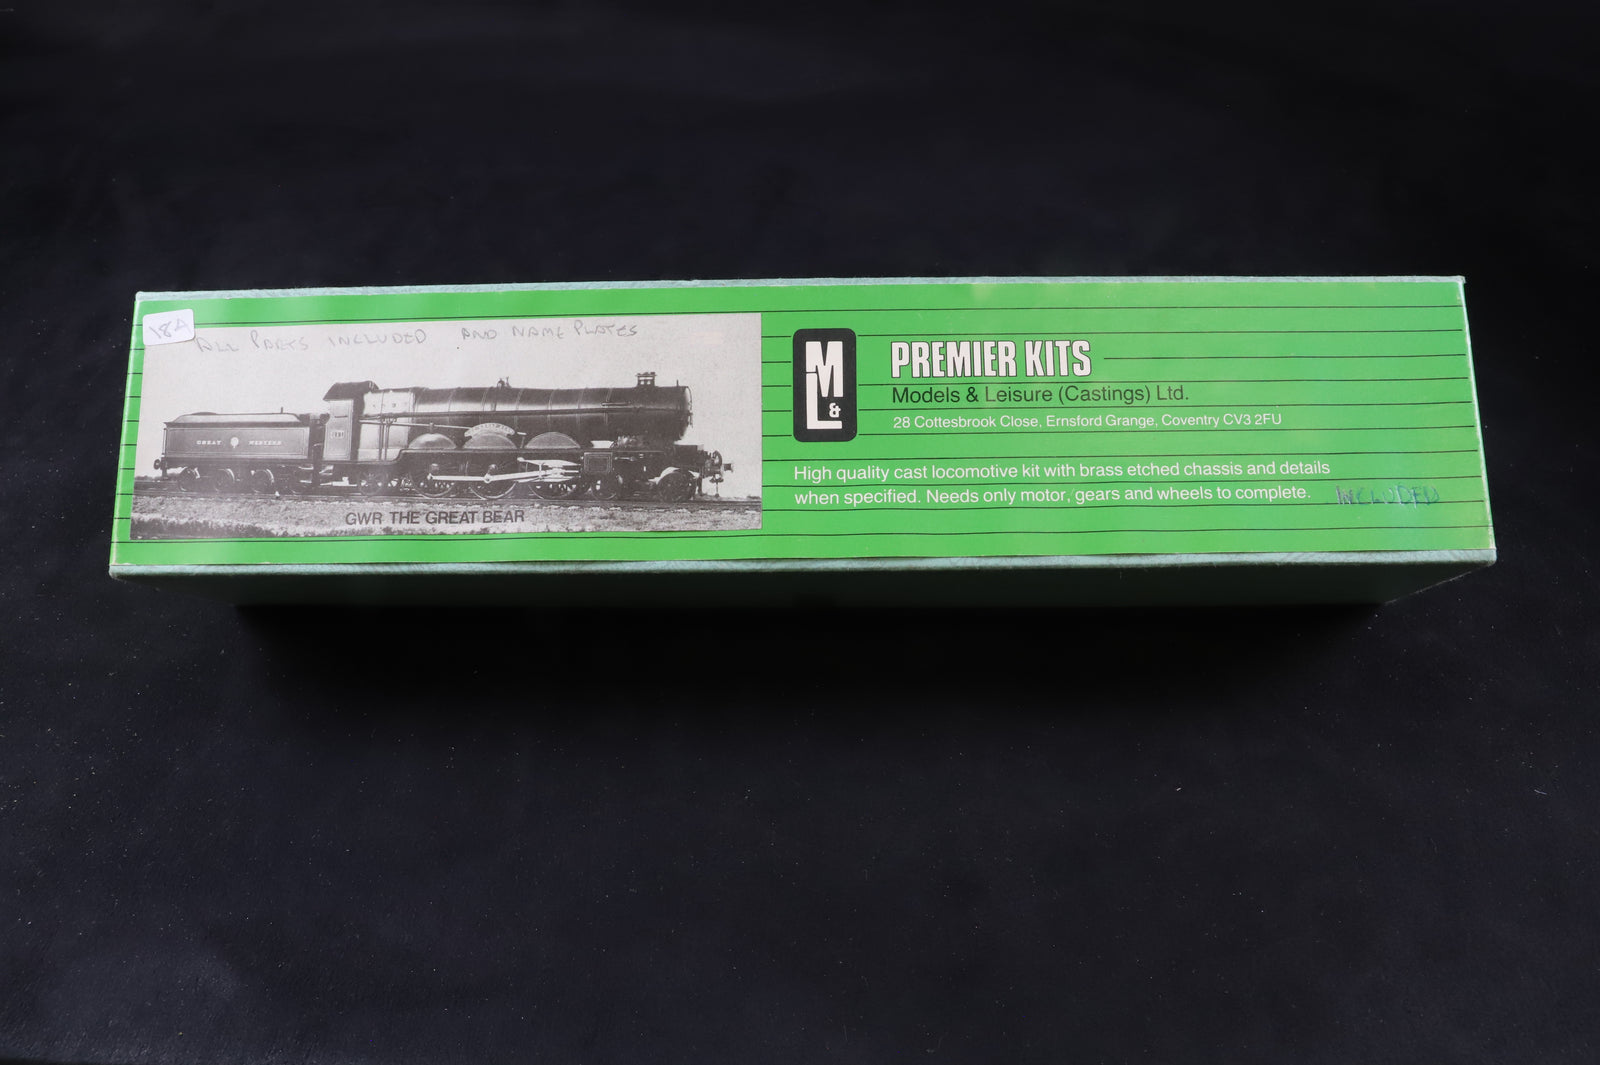 18A
ALL PARTS INCLUDED AND NAME PLATES
GREAT WESTERN
GWR THE GREAT BEAR
ML&
PREMIER KITS
Models & Leisure (Castings) Ltd.
28 Cottesbrook Close, Ernsford Grange, Coventry CV3 2FU
High quality cast locomotive kit with brass etched chassis and details
when specified. Needs only motor, gears and wheels to complete. INCLUDED